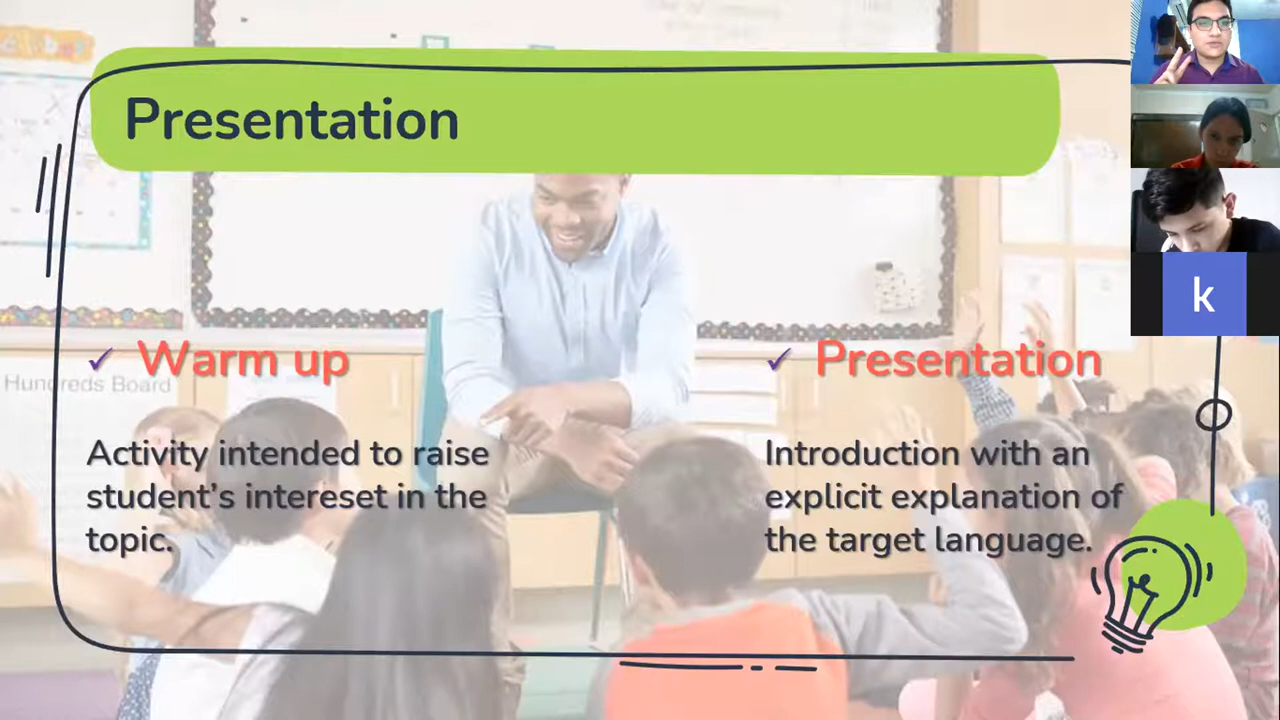 Presentation
Warm up
Activity intended to raise
student's intereset in the
topic.
Presentation
Introduction with an
explicit explanation of
the target language.
Hundreds Board
k